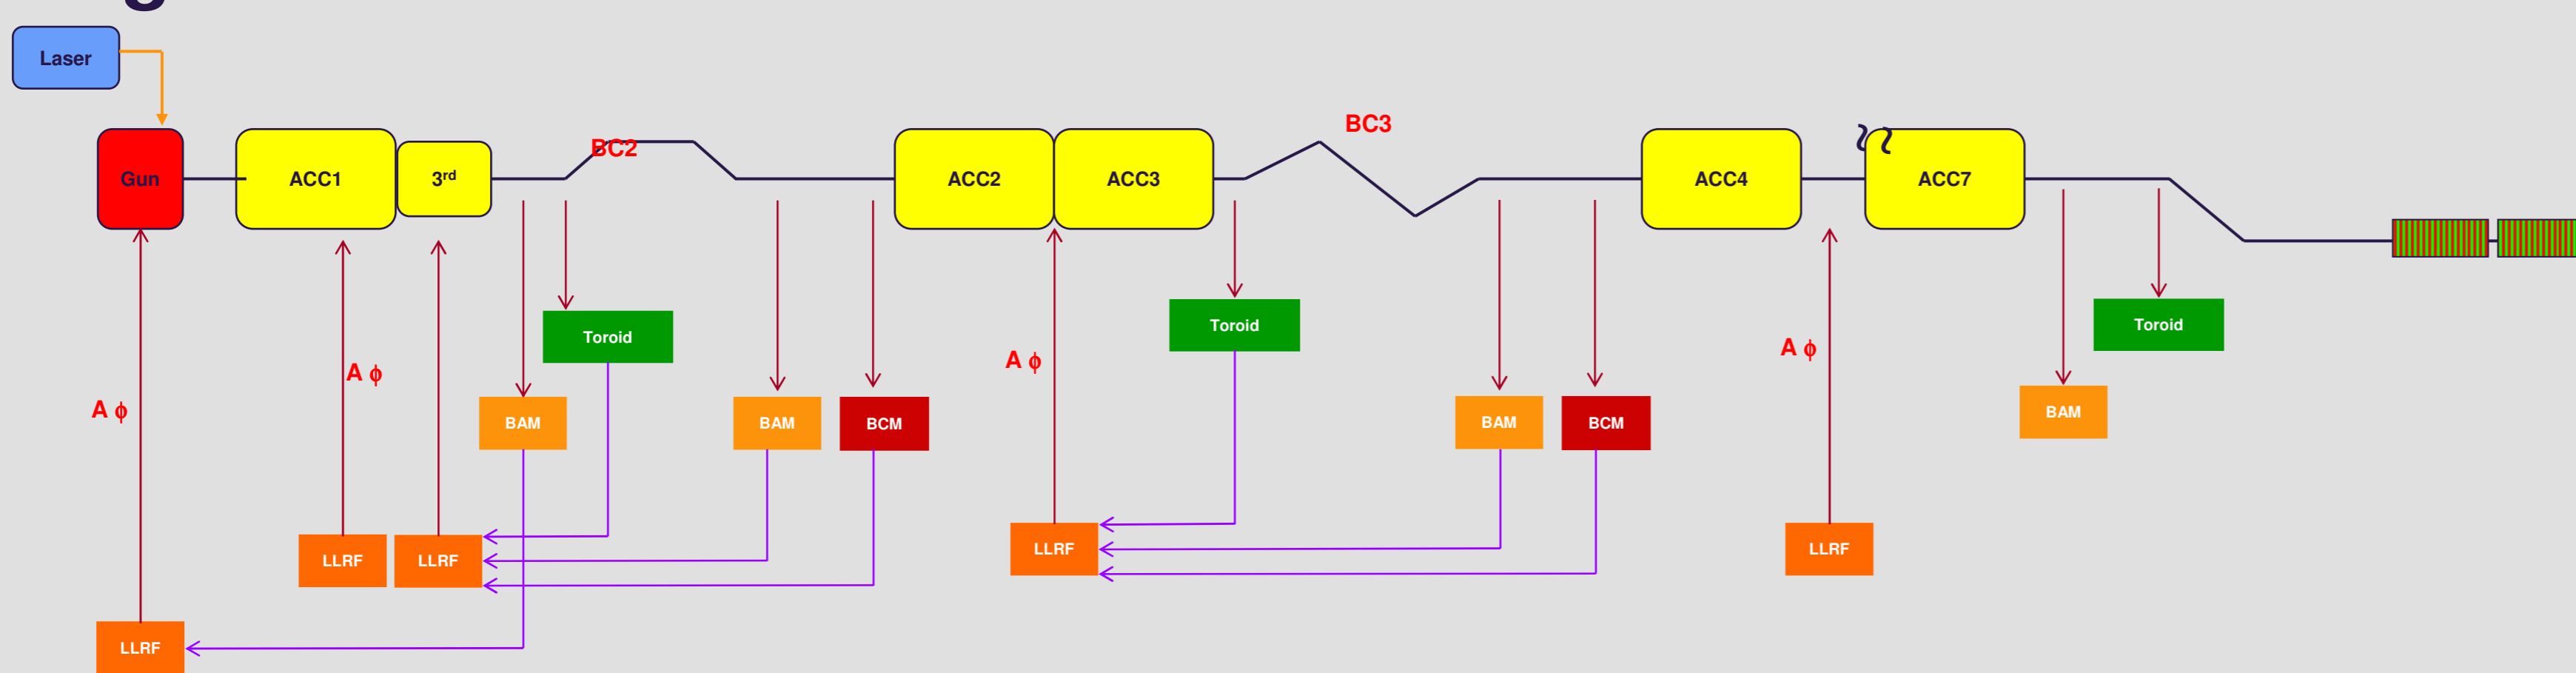 Laser
BC3
BC2
Gun
ACC1
3rd
ACC2
ACC3
ACC4
ACC7
Toroid
Toroid
Toroid
A ϕ
A ϕ
A ϕ
A ϕ
BAM
BAM
BCM
BAM
BCM
BAM
LLRF
LLRF
LLRF
LLRF
LLRF